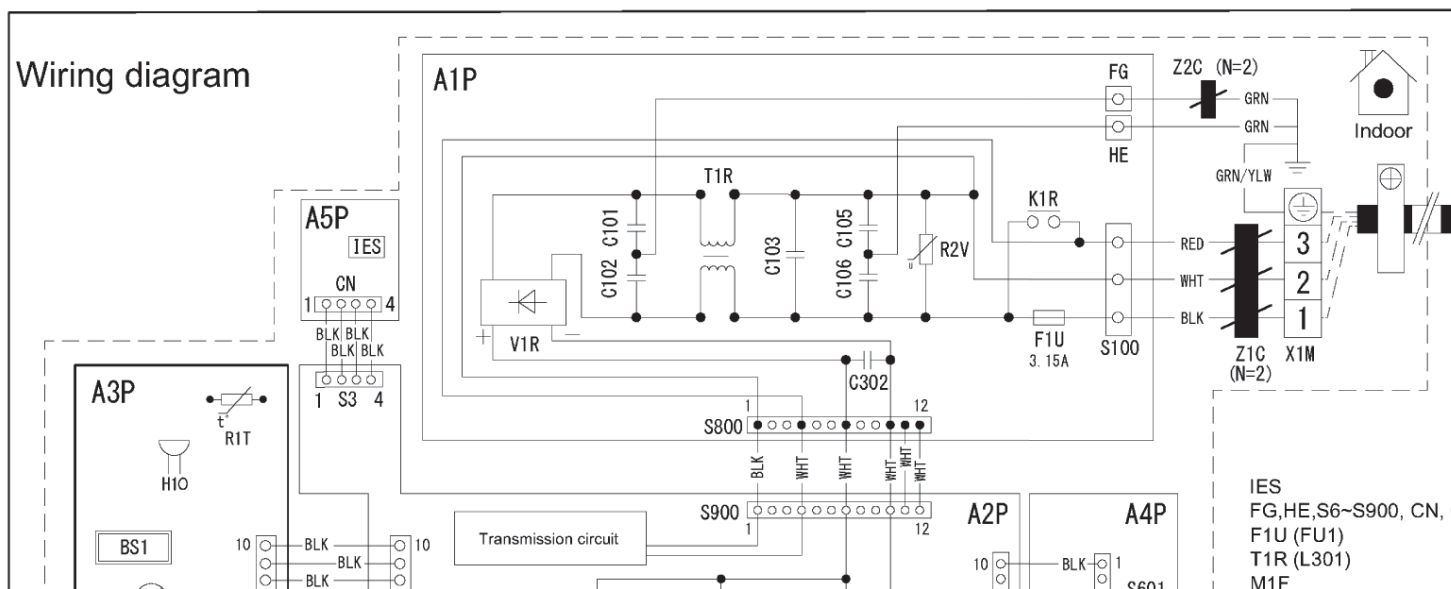 Wiring diagram
A1P
FG
Z2C (N=2)
GRN
GRN
HE
Indoor
GRN/YLW
T1R
K1R
A5P
IES
C101
C102
C103
C105
C106
R2V
u
RED
3
WHT
2
BLK
1
CN
1
4
BLK
BLK
BLK
BLK
1
S3
4
+
V1R
−
F1U
3.15A
S100
Z1C
(N=2)
X1M
C302
A3P
t°
R1T
H10
BS1
1
12
S800
BLK
WHT
WHT
WHT
WHT
WHT
S900
1
12
A2P
A4P
Transmission circuit
10
BLK
10
BLK
BLK
10
BLK
1
S601
IES
FG,HE,S6~S900, CN,
F1U (FU1)
T1R (L301)
M1F